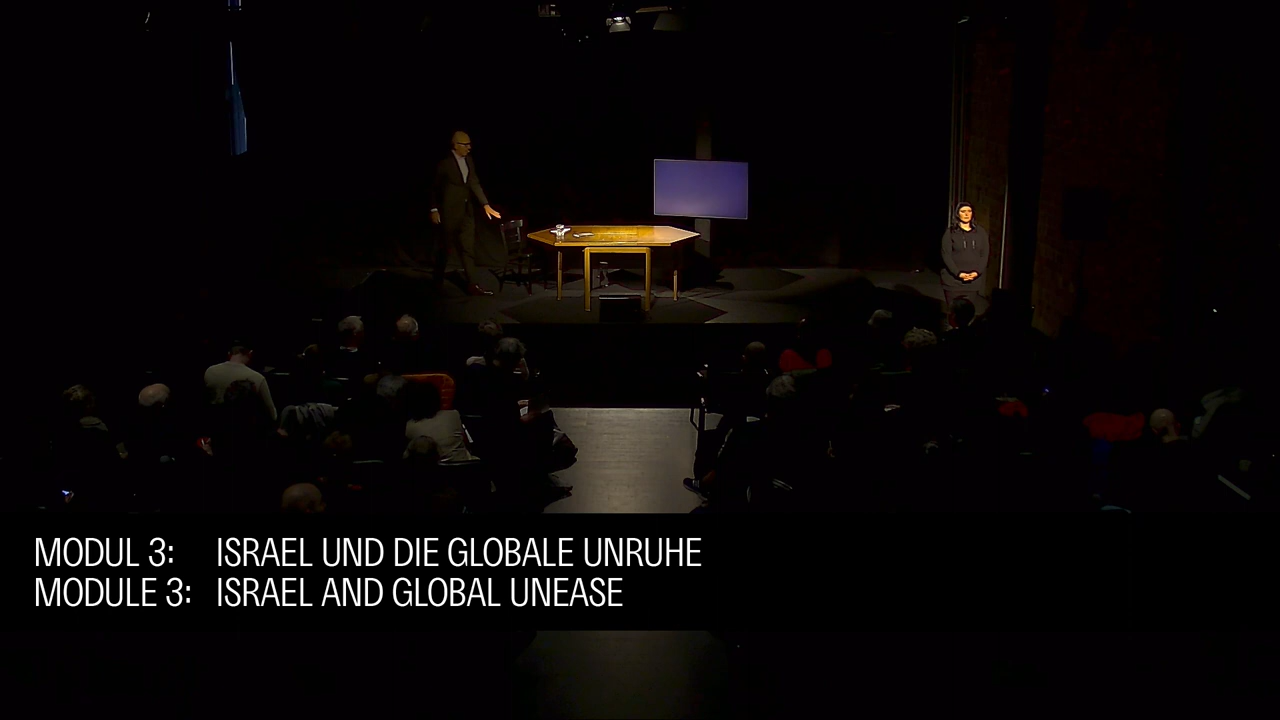 MODUL 3: ISRAEL UND DIE GLOBALE UNRUHE
MODULE 3: ISRAEL AND GLOBAL UNEASE